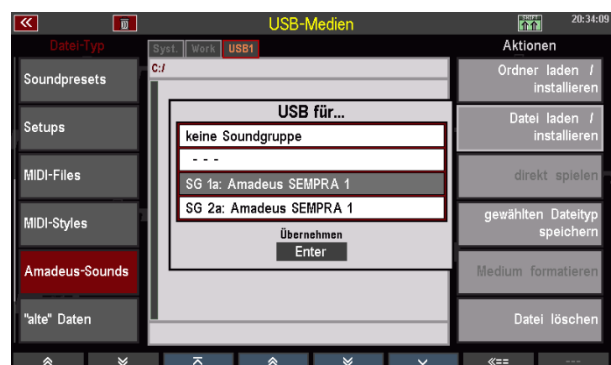 USB-Medien
SHIFT
20:34:09
Datei-Typ
Syst. Work USB1
Aktionen
C:/
Soundpresets
Setups
MIDI-Files
MIDI-Styles
Amadeus-Sounds
"alte" Daten
USB für...
keine Soundgruppe
- - -
SG 1a: Amadeus SEMPRA 1
SG 2a: Amadeus SEMPRA 1
Übernehmen
Enter
Ordner laden /
installieren
Datei laden /
installieren
direkt spielen
gewählten Dateityp
speichern
Medium formatieren
Datei löschen
«==
---